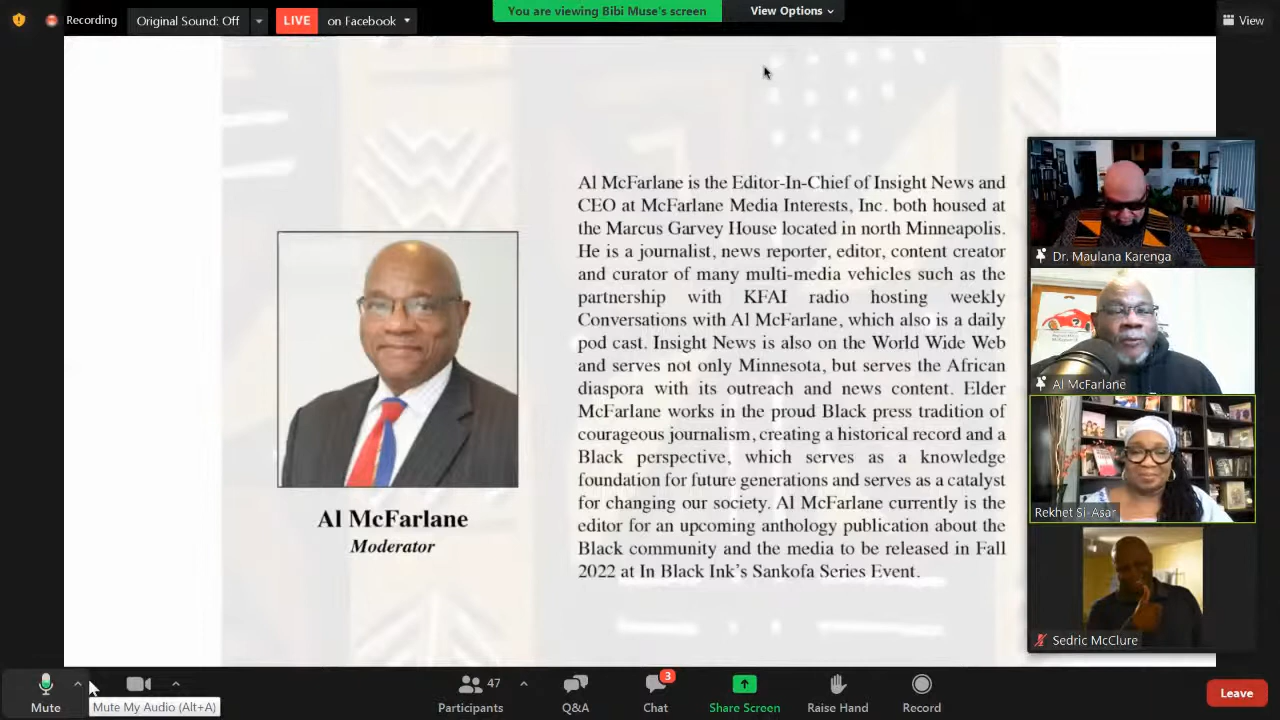 Recording
Original Sound: Off
LIVE
on Facebook
You are viewing Bibi Muse's screen
View Options
View
Al McFarlane is the Editor-In-Chief of Insight News and
CEO at McFarlane Media Interests, Inc. both housed at
the Marcus Garvey House located in north Minneapolis.
He is a journalist, news reporter, editor, content creator
and curator of many multi-media vehicles such as the
partnership with KFAI radio hosting weekly
Conversations with Al McFarlane, which also is a daily
pod cast. Insight News is also on the World Wide Web
and serves not only Minnesota, but serves the African
diaspora with its outreach and news content. Elder
McFarlane works in the proud Black press tradition of
courageous journalism, creating a historical record and a
Black perspective, which serves as a knowledge
foundation for future generations and serves as a catalyst
for changing our society. Al McFarlane currently is the
editor for an upcoming anthology publication about the
Black community and the media to be released in Fall
2022 at In Black Ink's Sankofa Series Event.
Al McFarlane
Moderator
Dr. Maulana Karenga
Al McFarlane
Rekhet Si-Asar
Sedric McClure
Mute
Mute My Audio (Alt+A)
47
Participants
Q&A
3
Chat
Share Screen
Raise Hand
Record
Leave